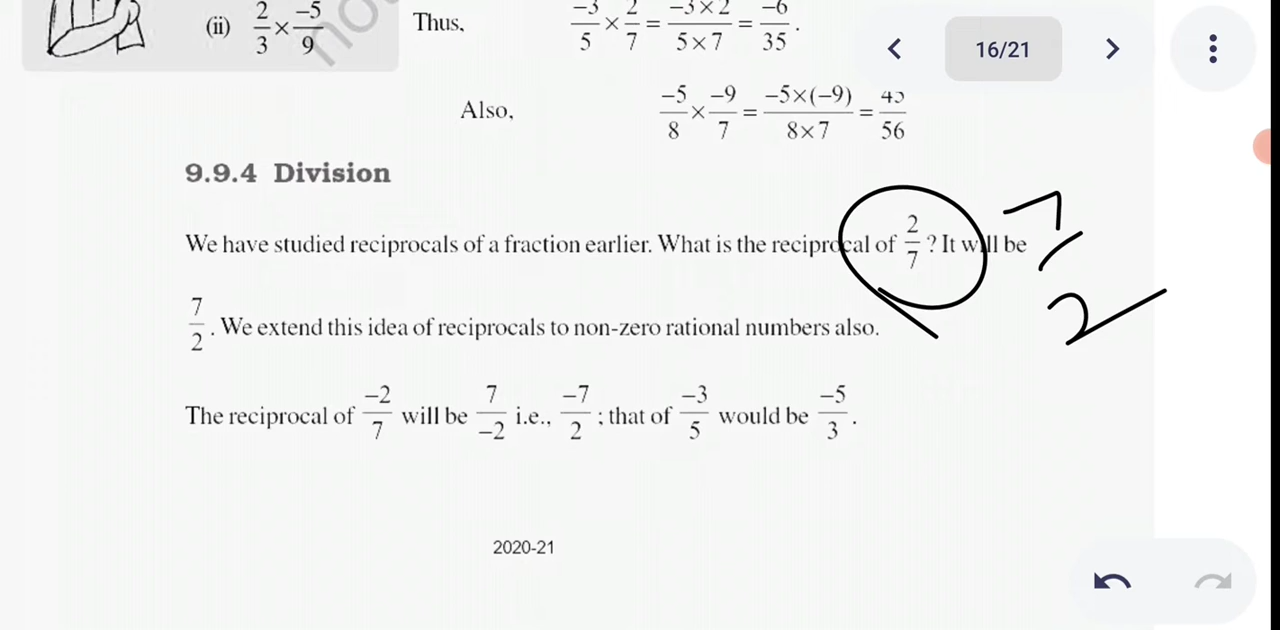 (ii) 2/3 × -5/9 Thus, -3/5 × 2/7 = -3×2/5×7 = -6/35 .
16/21
Also, -5/8 × -9/7 = -5×(-9)/8×7 = 45/56
9.9.4 Division
We have studied reciprocals of a fraction earlier. What is the reciprocal of 2/7 ? It will be
7/2
7/2 . We extend this idea of reciprocals to non-zero rational numbers also.
The reciprocal of -2/7 will be 7/-2 i.e., -7/2 ; that of -3/5 would be -5/3 .
2020-21